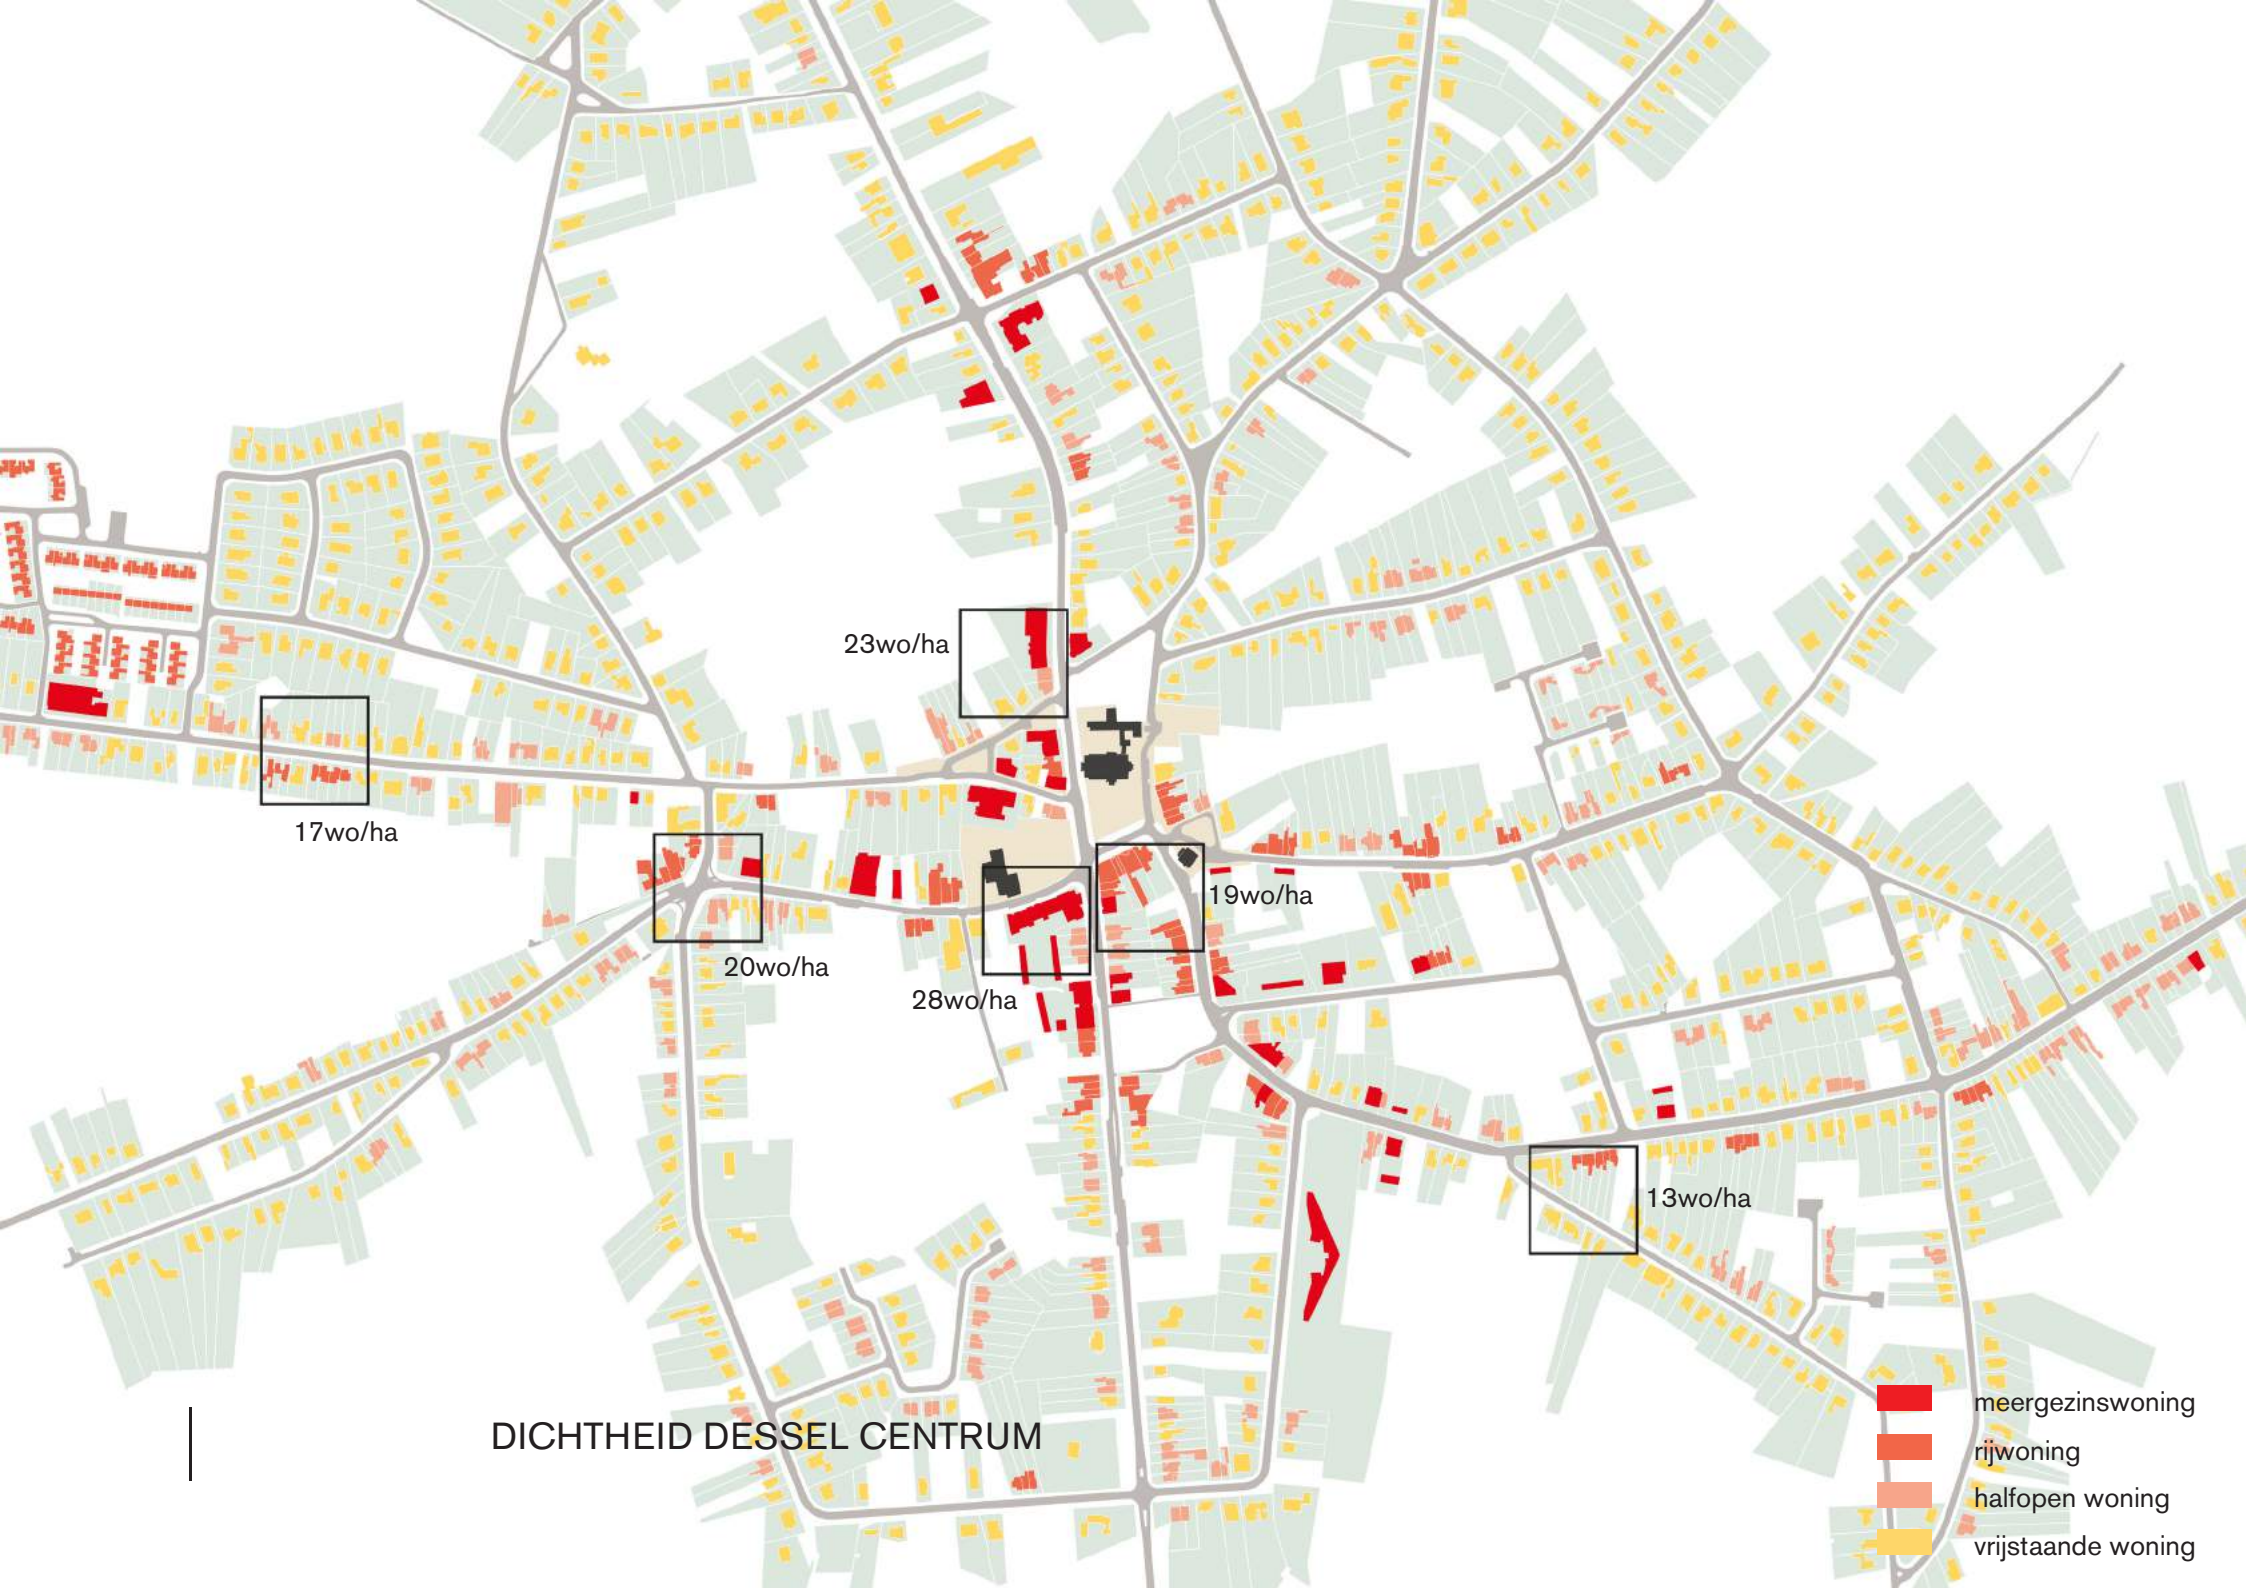 23wo/ha
17wo/ha
19wo/ha
20wo/ha
28wo/ha
13wo/ha
DICHTHEID DESSEL CENTRUM
meergezinswoning
rijwoning
halfopen woning
vrijstaande woning